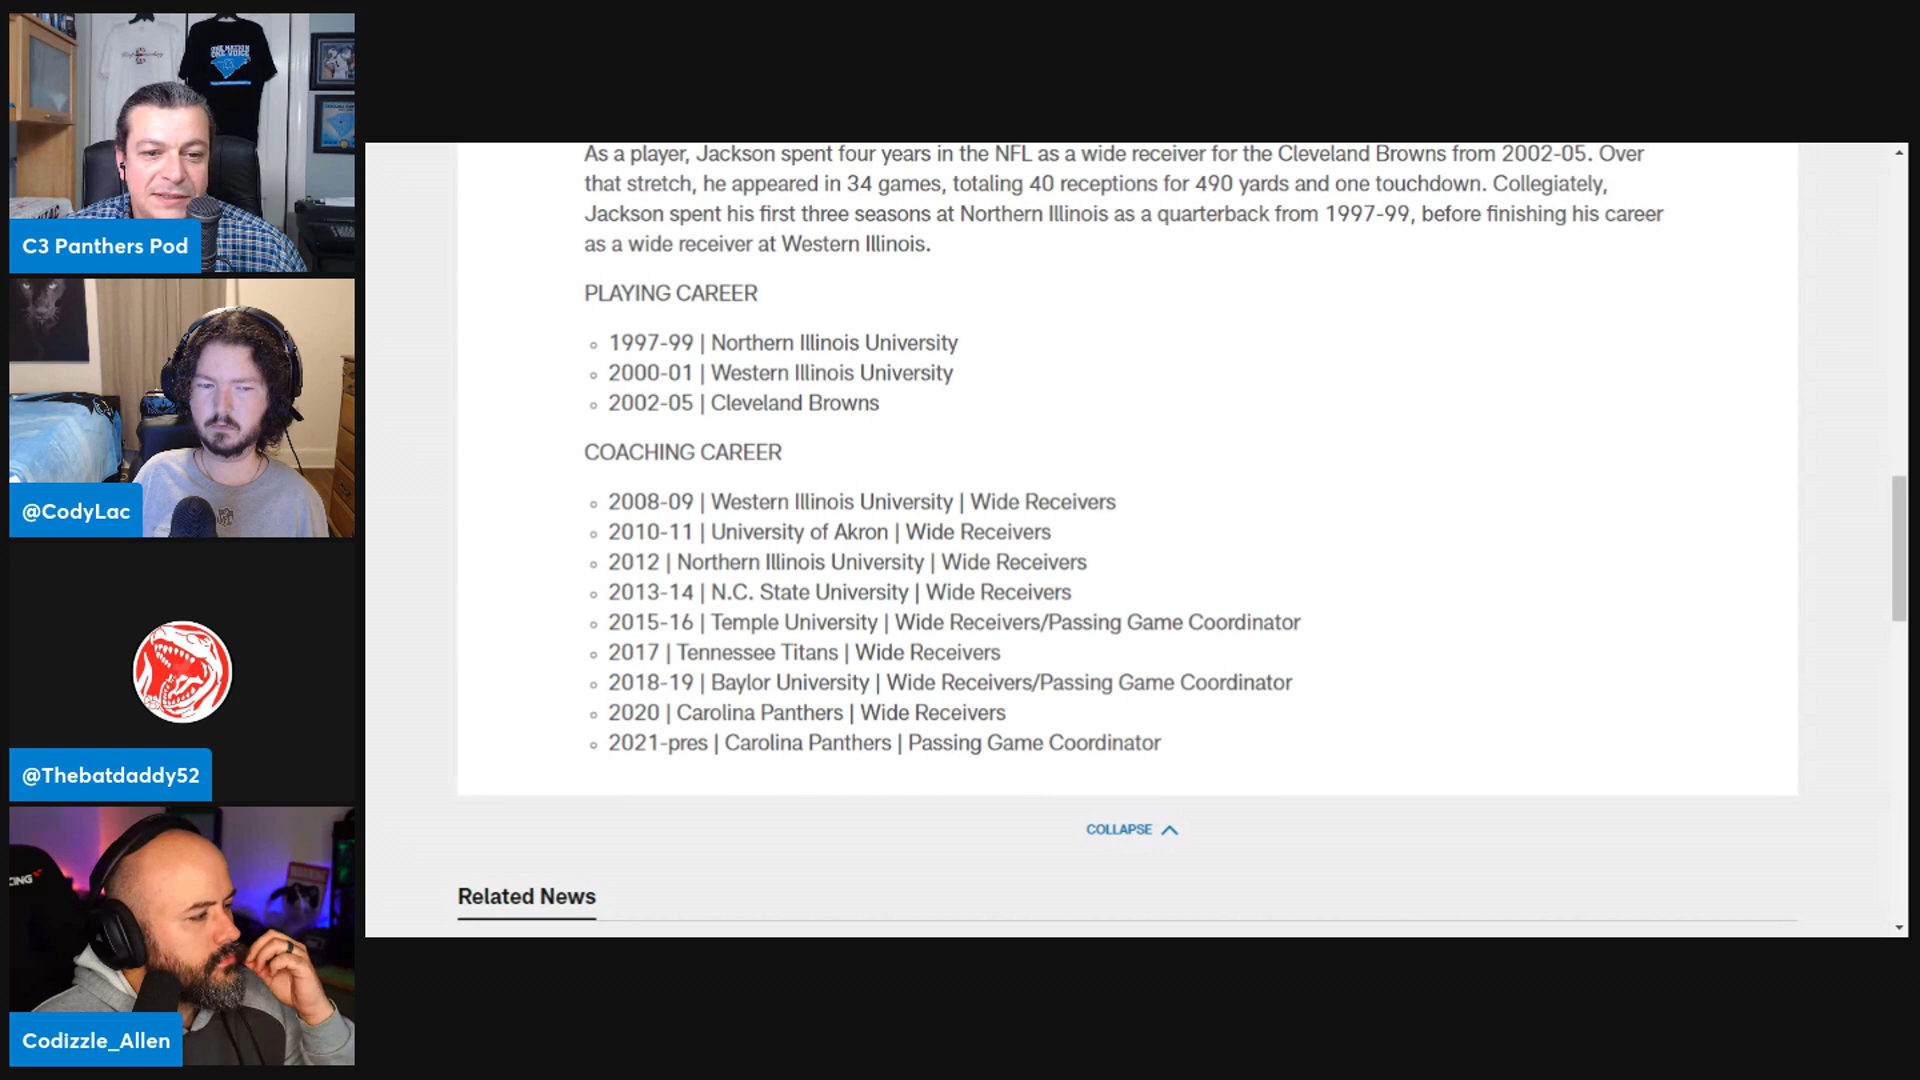 ONE NATION
ONE VOICE
C3 Panthers Pod
@CodyLac
@Thebatdaddy52
CING
Codizzle_Allen
As a player, Jackson spent four years in the NFL as a wide receiver for the Cleveland Browns from 2002-05. Over
that stretch, he appeared in 34 games, totaling 40 receptions for 490 yards and one touchdown. Collegiately,
Jackson spent his first three seasons at Northern Illinois as a quarterback from 1997-99, before finishing his career
as a wide receiver at Western Illinois.
PLAYING CAREER
1997-99 | Northern Illinois University
2000-01 | Western Illinois University
2002-05 | Cleveland Browns
COACHING CAREER
2008-09 | Western Illinois University | Wide Receivers
2010-11 | University of Akron | Wide Receivers
2012 | Northern Illinois University | Wide Receivers
2013-14 | N.C. State University | Wide Receivers
2015-16 | Temple University | Wide Receivers/Passing Game Coordinator
2017 | Tennessee Titans | Wide Receivers
2018-19 | Baylor University | Wide Receivers/Passing Game Coordinator
2020 | Carolina Panthers | Wide Receivers
2021-pres | Carolina Panthers | Passing Game Coordinator
COLLAPSE
Related News